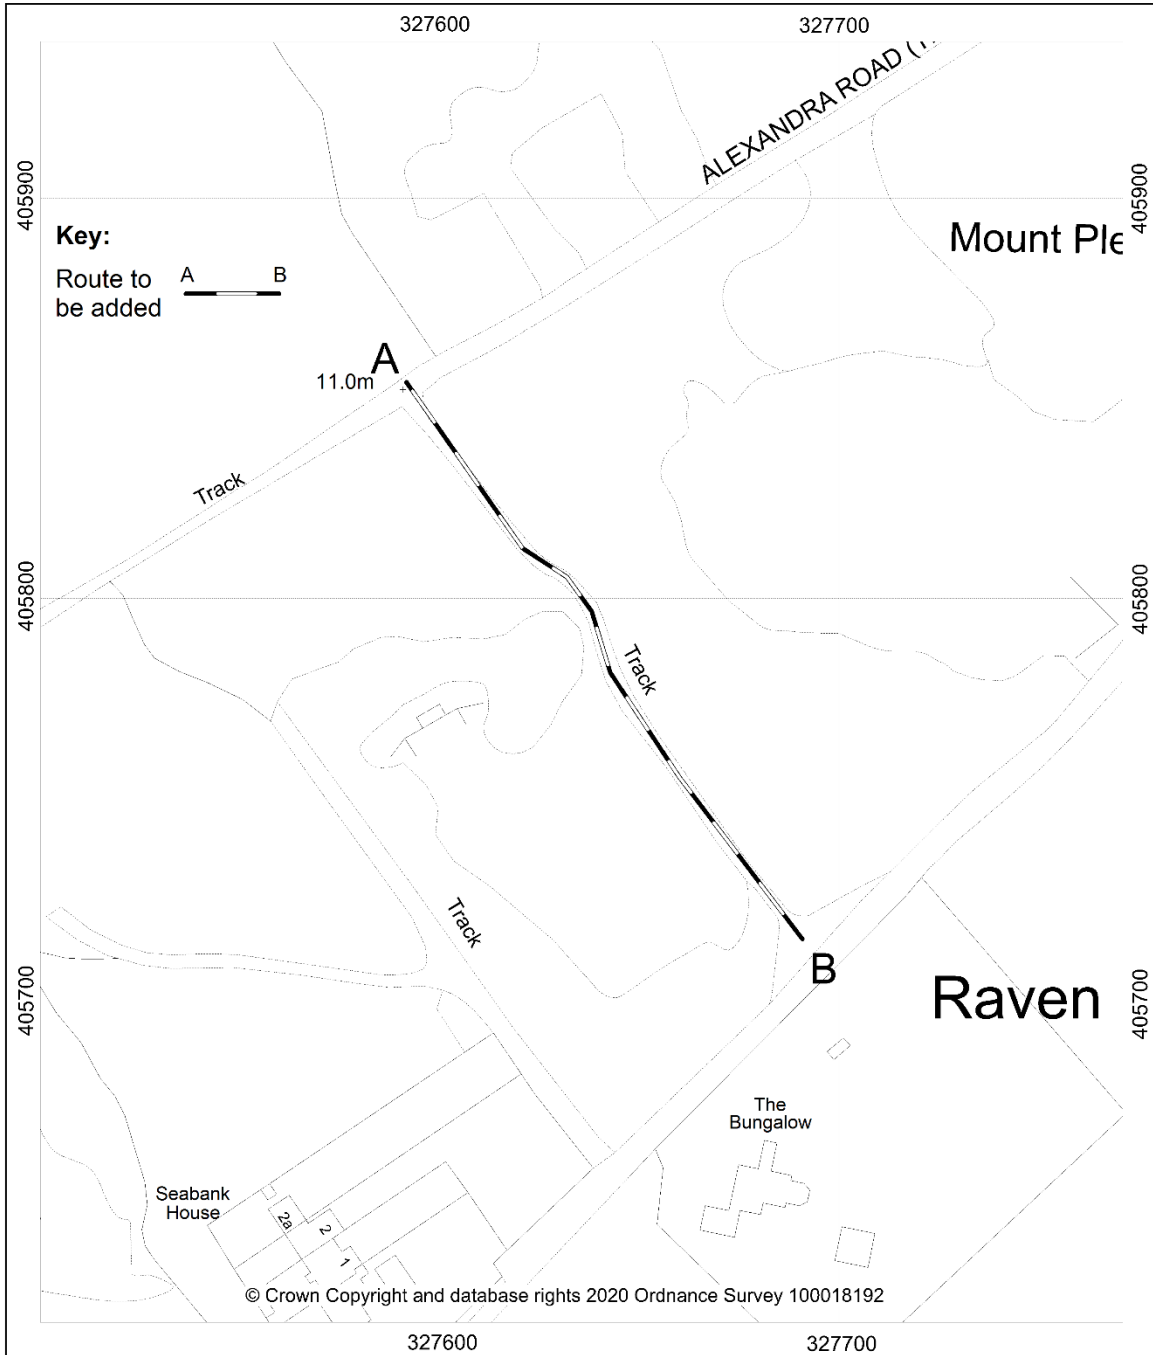 327600
327700
ALEXANDRA ROAD
405900
405900
Key:
Mount Ple
Route to
be added
A
B
A
11.0m
Track
405800
405800
Track
Track
B
405700
405700
Raven
The
Bungalow
Seabank
House
2a
2
1
© Crown Copyright and database rights 2020 Ordnance Survey 100018192
327600
327700